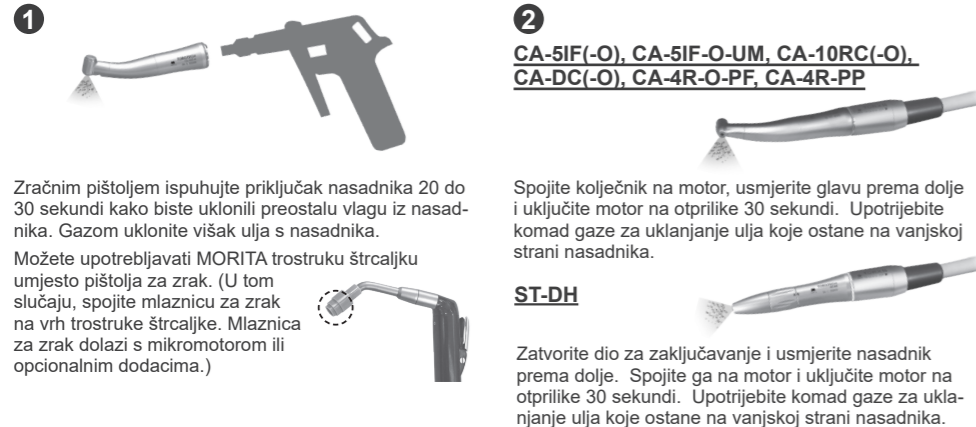 1
Zračnim pištoljem ispuhujte priključak nasadnika 20 do
30 sekundi kako biste uklonili preostalu vlagu iz nasad-
nika. Gazom uklonite višak ulja s nasadnika.
Možete upotrebljavati MORITA trostruku štrcaljku
umjesto pištolja za zrak. (U tom
slučaju, spojite mlaznicu za zrak
na vrh trostruke štrcaljke. Mlaznica
za zrak dolazi s mikromotorom ili
opcionalnim dodacima.)
2
CA-5IF(-O), CA-5IF-O-UM, CA-10RC(-O),
CA-DC(-O), CA-4R-O-PF, CA-4R-PP
Spojite kolječnik na motor, usmjerite glavu prema dolje
i uključite motor na otprilike 30 sekundi.  Upotrijebite
komad gaze za uklanjanje ulja koje ostane na vanjskoj
strani nasadnika.
ST-DH
Zatvorite dio za zaključavanje i usmjerite nasadnik
prema dolje.  Spojite ga na motor i uključite motor na
otprilike 30 sekundi.  Upotrijebite komad gaze za ukla-
njanje ulja koje ostane na vanjskoj strani nasadnika.